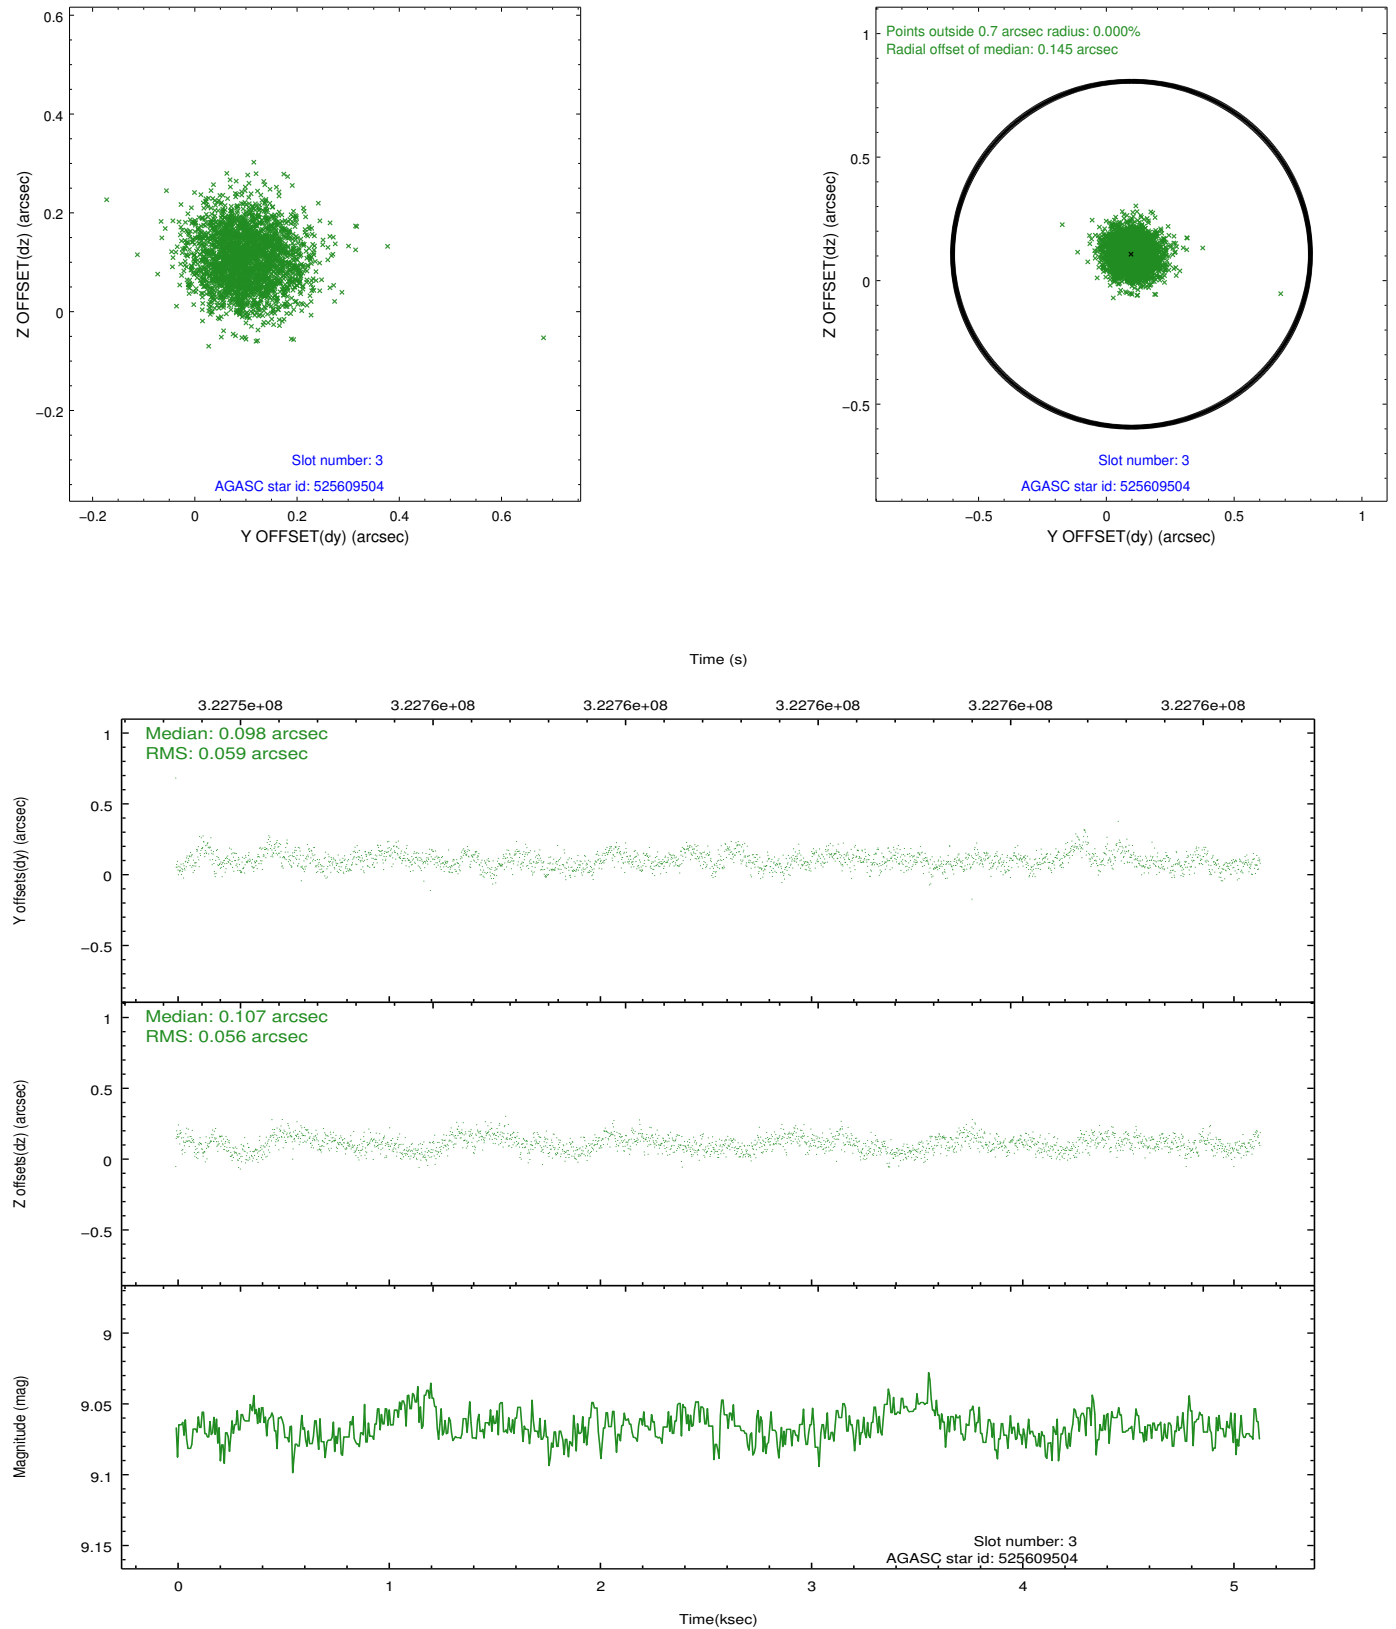 0.6
0.4
0.2
0
−0.2
Z OFFSET(dz) (arcsec)
Slot number: 3
AGASC star id: 525609504
−0.2 0 0.2 0.4 0.6
Y OFFSET(dy) (arcsec)
Points outside 0.7 arcsec radius: 0.000%
Radial offset of median: 0.145 arcsec
1
0.5
0
−0.5
Z OFFSET(dz) (arcsec)
Slot number: 3
AGASC star id: 525609504
−0.5 0 0.5 1
Y OFFSET(dy) (arcsec)
Time (s)
3.2275e+08 3.2276e+08 3.2276e+08 3.2276e+08 3.2276e+08 3.2276e+08
Median: 0.098 arcsec
RMS: 0.059 arcsec
1
0.5
0
−0.5
Y offsets(dy) (arcsec)
Median: 0.107 arcsec
RMS: 0.056 arcsec
1
0.5
0
−0.5
Z offsets(dz) (arcsec)
9
9.05
9.1
9.15
Magnitude (mag)
Slot number: 3
AGASC star id: 525609504
0 1 2 3 4 5
Time(ksec)